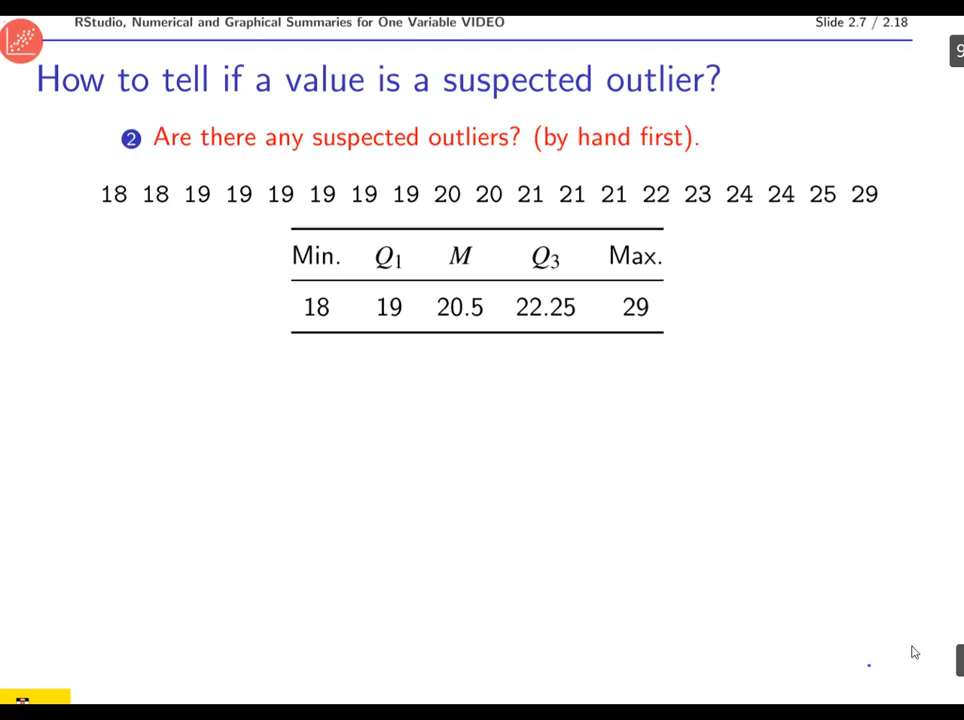 RStudio, Numerical and Graphical Summaries for One Variable VIDEO Slide 2.7 / 2.18
9
How to tell if a value is a suspected outlier?
2 Are there any suspected outliers? (by hand first).
18 18 19 19 19 19 19 19 20 20 21 21 21 22 23 24 24 25 29
Min. Q1 M Q3 Max.
18 19 20.5 22.25 29